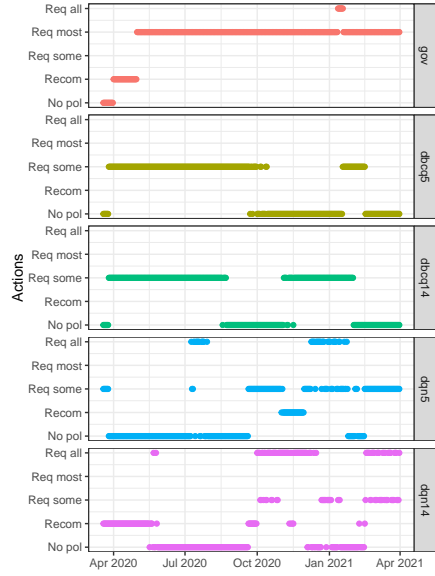 Req all
Req most
Req some
Recom
No pol
gov
Req all
Req most
Req some
Recom
No pol
dbcq5
Req all
Req most
Req some
Recom
No pol
dbcq14
Req all
Req most
Req some
Recom
No pol
dqn5
Req all
Req most
Req some
Recom
No pol
dqn14
Actions
Apr 2020 Jul 2020 Oct 2020 Jan 2021 Apr 2021